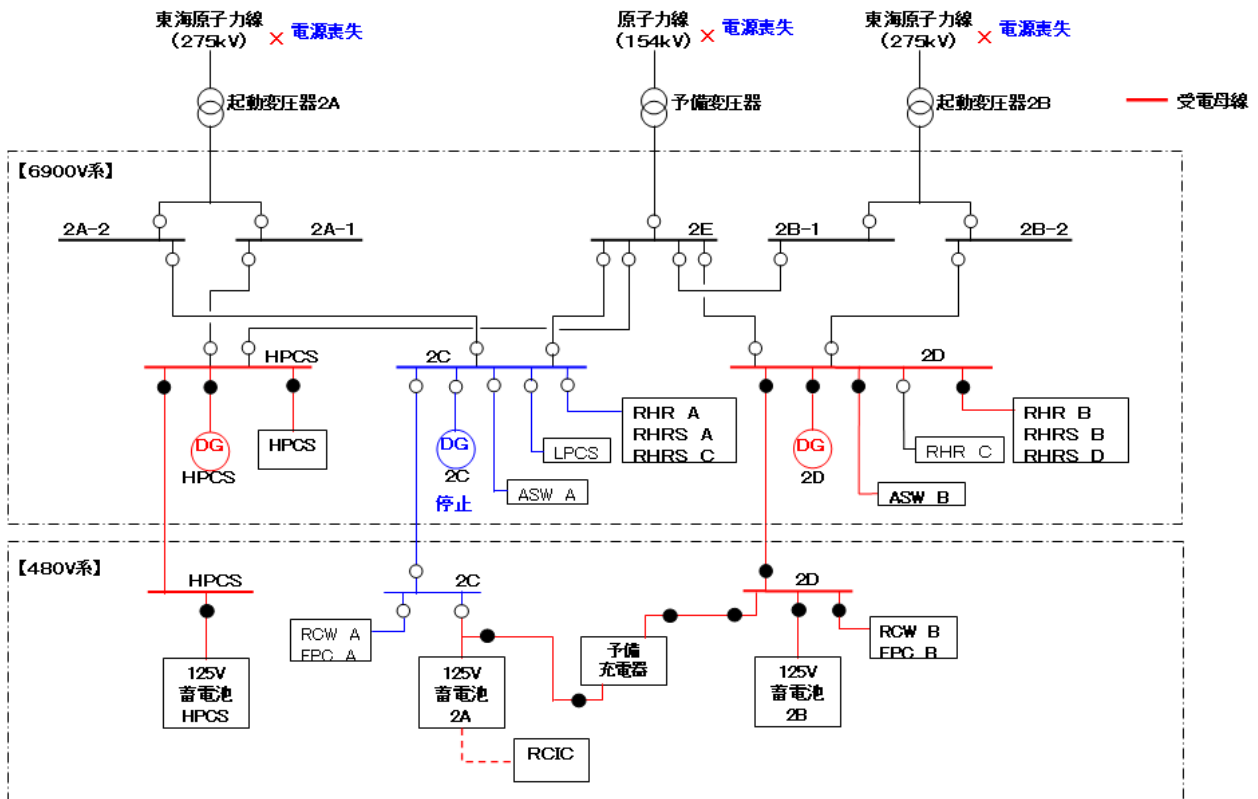 東海原子力線
(275kV)
× 電源喪失
原子力線
(154kV)
× 電源喪失
東海原子力線
(275kV)
× 電源喪失
起動変圧器2A
予備変圧器
起動変圧器2B
受電母線
【6900V系】
2A-2
2A-1
2E
2B-1
2B-2
HPCS
2C
2D
DG
HPCS
HPCS
DG
2C
停止
ASW A
LPCS
RHR A
RHRS A
RHRS C
DG
2D
ASW B
RHR C
RHR B
RHRS B
RHRS D
【480V系】
HPCS
2C
2D
125V
蓄電池
HPCS
RCW A
FPC A
125V
蓄電池
2A
RCIC
予備
充電器
125V
蓄電池
2B
RCW B
FPC B